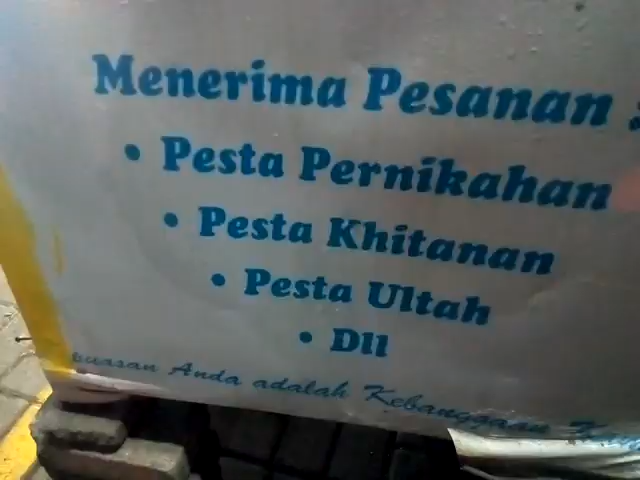 Menerima Pesanan :
• Pesta Pernikahan
• Pesta Khitanan
• Pesta Ultah
• Dll
Anda adalah Kebanggaan